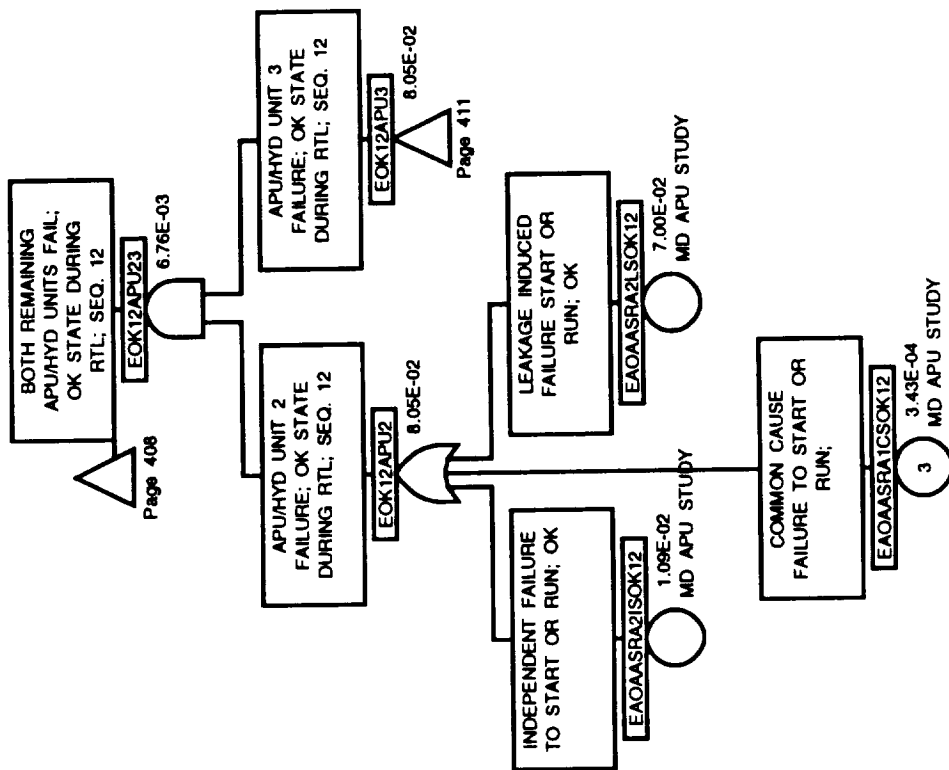 BOTH REMAINING
APU/HYD UNITS FAIL;
OK STATE DURING
RTL; SEQ. 12
EOK12APU23
6.76E-03
Page 408
APU/HYD UNIT 2
FAILURE; OK STATE
DURING RTL; SEQ. 12
EOK12APU2
8.05E-02
APU/HYD UNIT 3
FAILURE; OK STATE
DURING RTL; SEQ. 12
EOK12APU3
8.05E-02
Page 411
INDEPENDENT FAILURE
TO START OR RUN; OK
EAOAASRA2ISOK12
1.09E-02
MD APU STUDY
LEAKAGE INDUCED
FAILURE START OR
RUN; OK
EAOAASRA2LSOK12
7.00E-02
MD APU STUDY
COMMON CAUSE
FAILURE TO START OR
RUN;
EAOAASRA1CSOK12
3
3.43E-04
MD APU STUDY